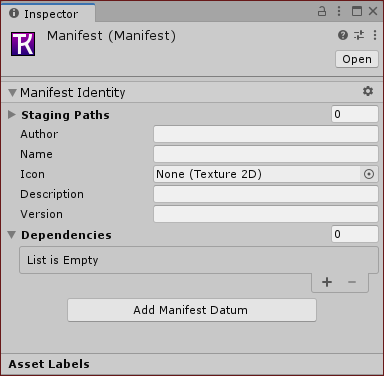 Inspector
Manifest (Manifest)
TK
Open
Manifest Identity
Staging Paths 0
Author
Name
Icon None (Texture 2D)
Description
Version
Dependencies 0
List is Empty
+ −
Add Manifest Datum
Asset Labels